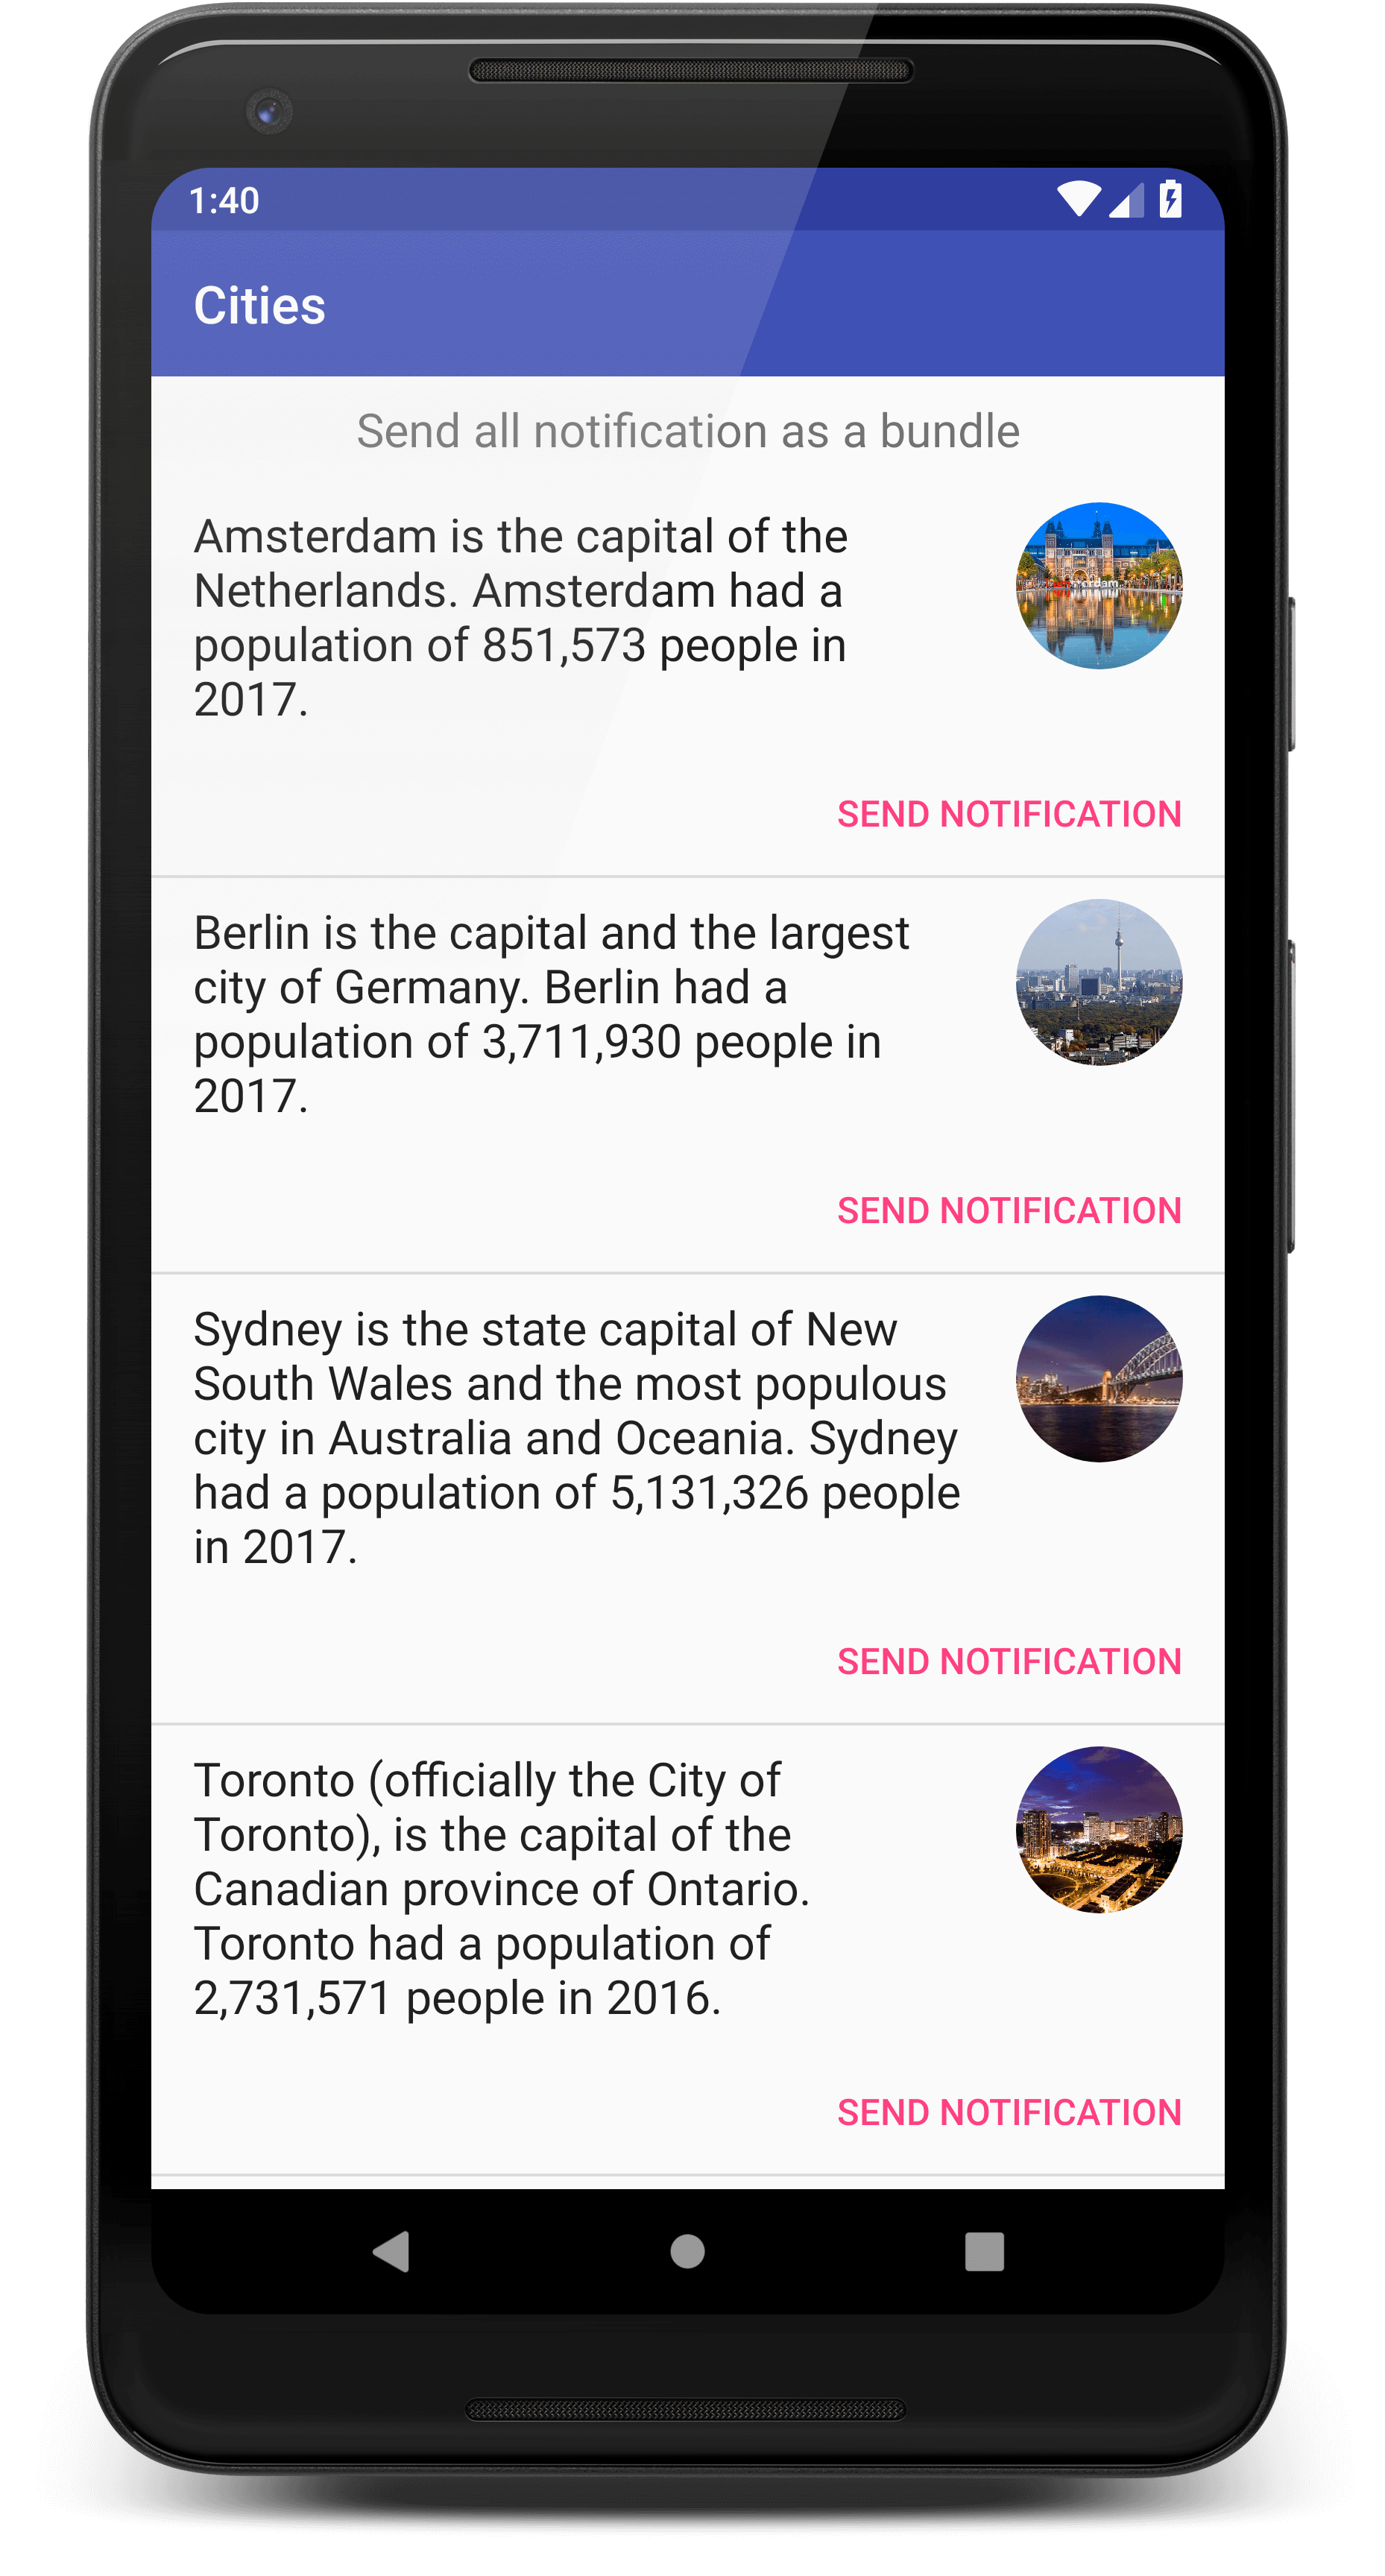 1:40
Cities
Send all notification as a bundle
Amsterdam is the capital of the
Netherlands. Amsterdam had a
population of 851,573 people in
2017.
SEND NOTIFICATION
Berlin is the capital and the largest
city of Germany. Berlin had a
population of 3,711,930 people in
2017.
SEND NOTIFICATION
Sydney is the state capital of New
South Wales and the most populous
city in Australia and Oceania. Sydney
had a population of 5,131,326 people
in 2017.
SEND NOTIFICATION
Toronto (officially the City of
Toronto), is the capital of the
Canadian province of Ontario.
Toronto had a population of
2,731,571 people in 2016.
SEND NOTIFICATION